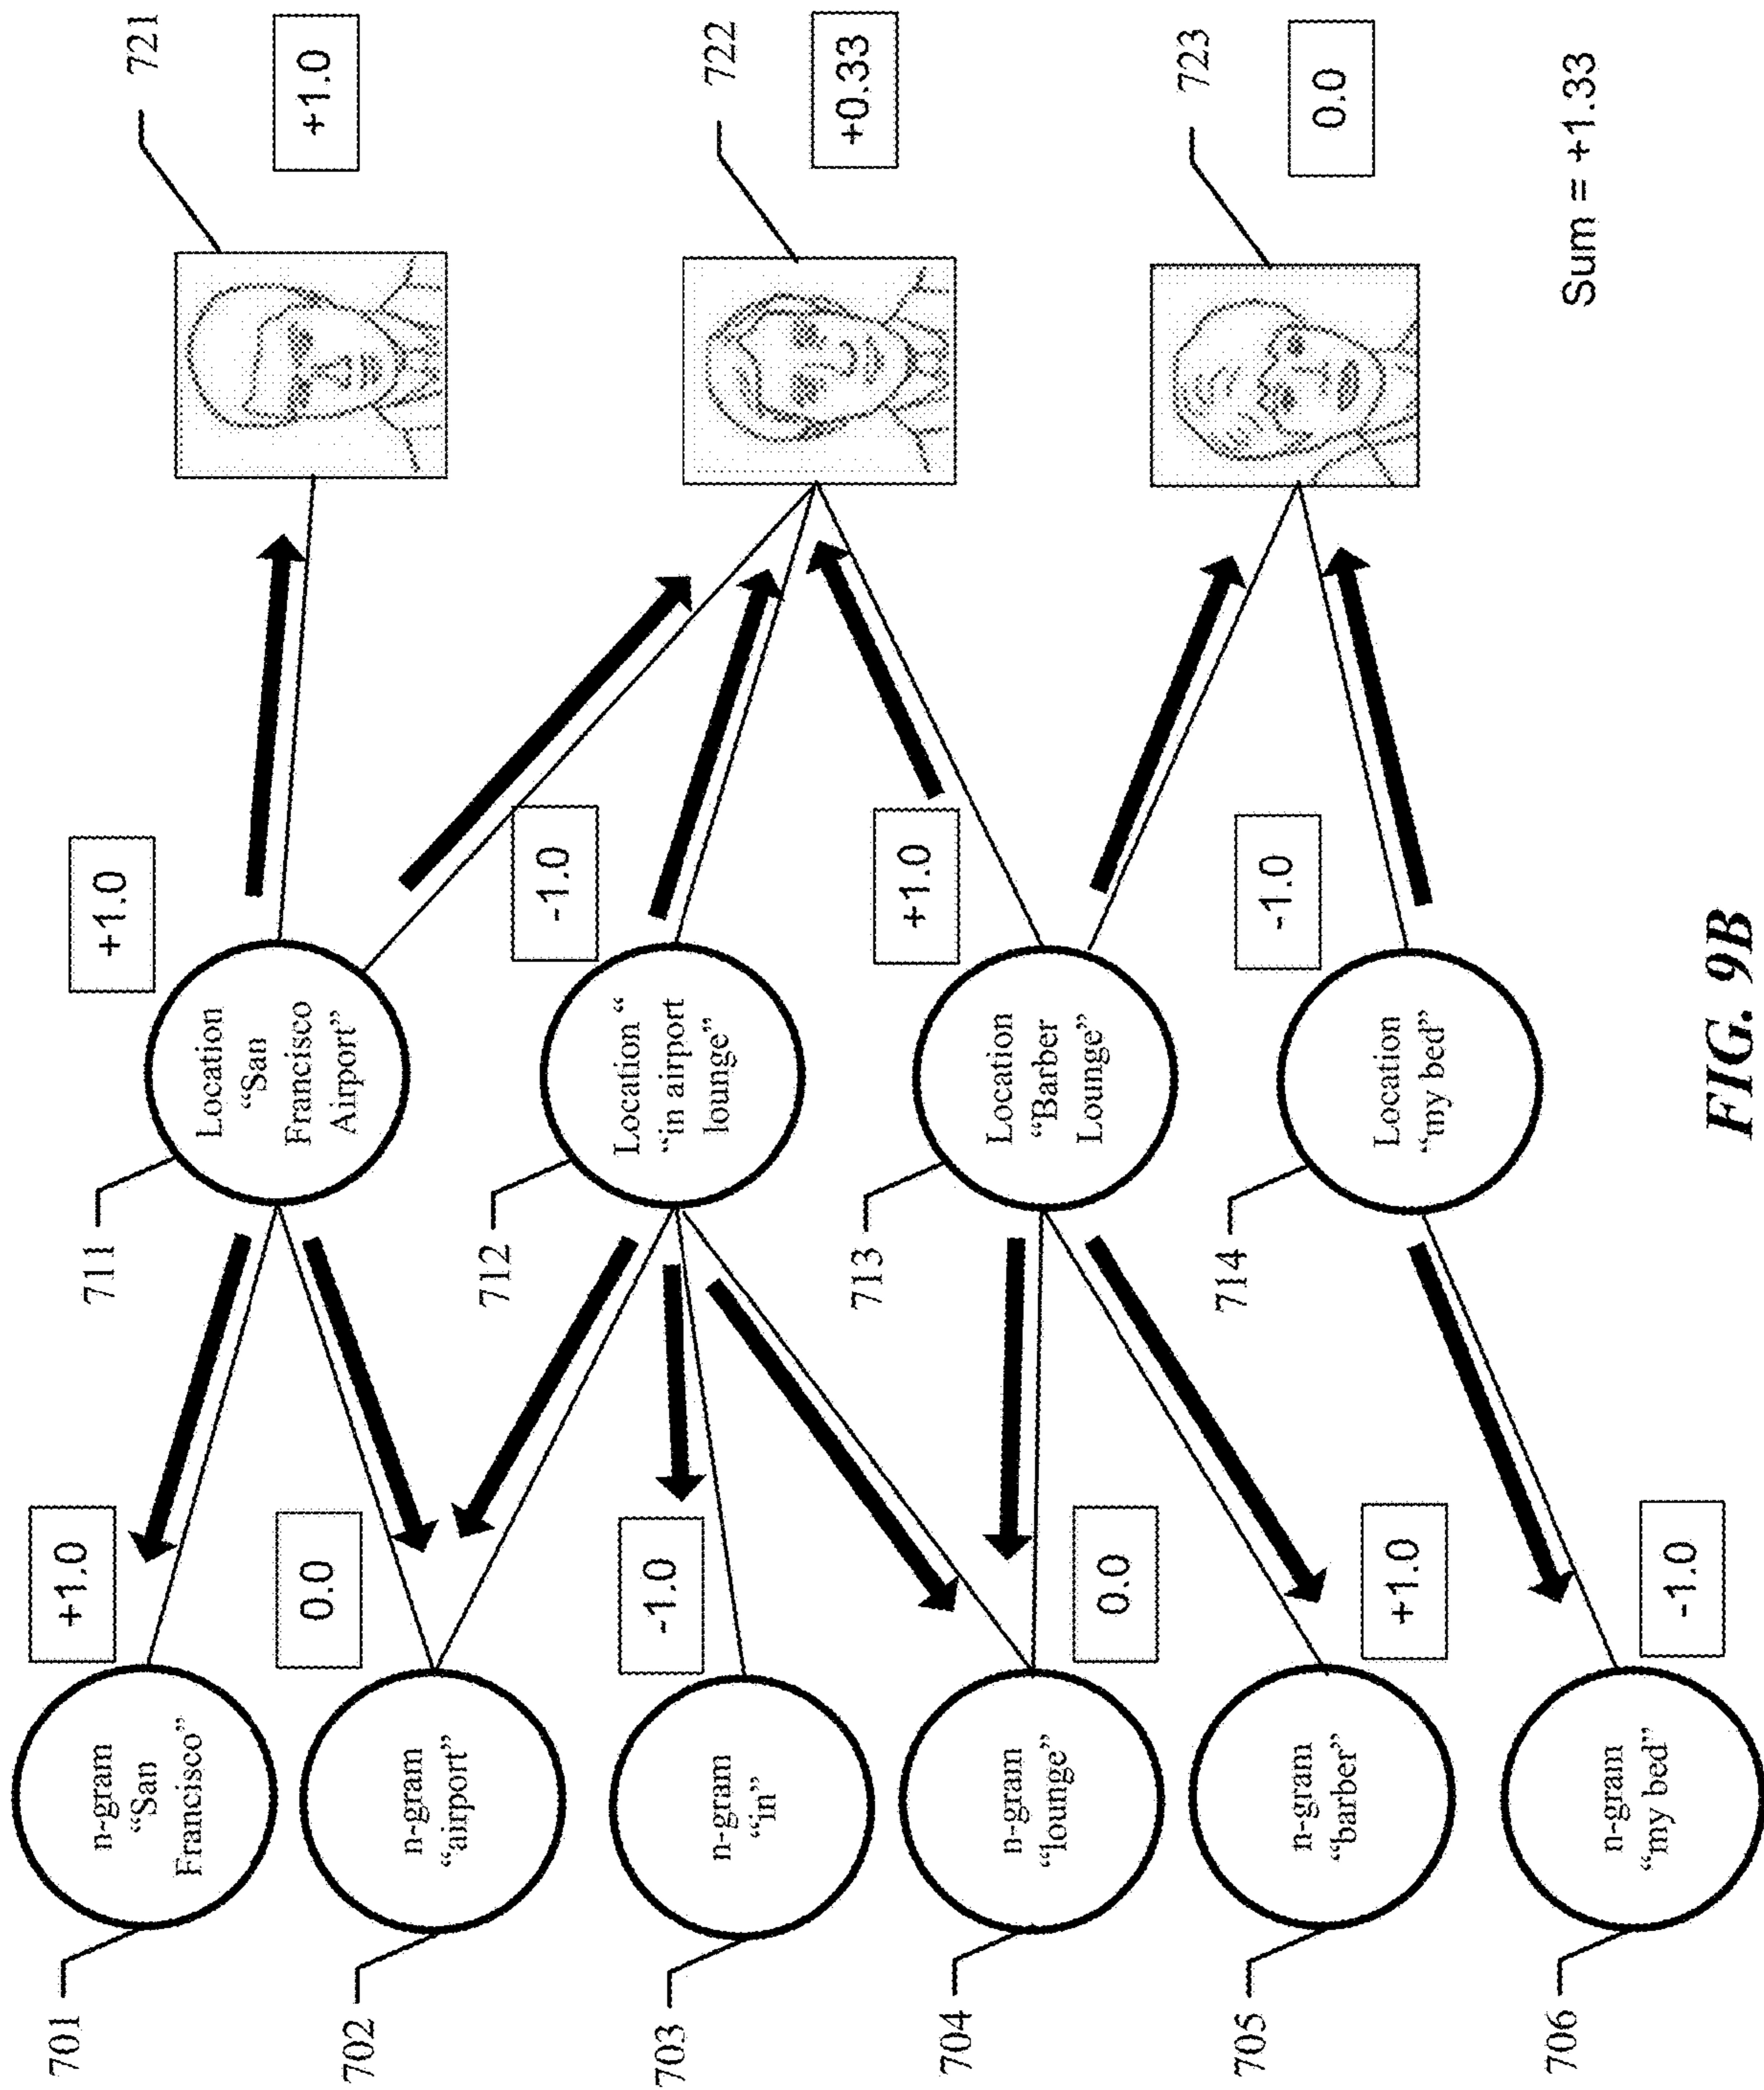 701
n-gram
“San
Francisco”
+1.0
702
n-gram
“airport”
0.0
703
n-gram
“in”
-1.0
704
n-gram
“lounge”
0.0
705
n-gram
“barber”
+1.0
706
n-gram
“my bed”
-1.0
711
Location
“San
Francisco
Airport”
+1.0
712
Location“
“in airport
lounge”
-1.0
713
Location
“Barber
Lounge”
+1.0
714
Location
“my bed”
-1.0
721
+1.0
722
+0.33
723
0.0
Sum = +1.33
FIG. 9B